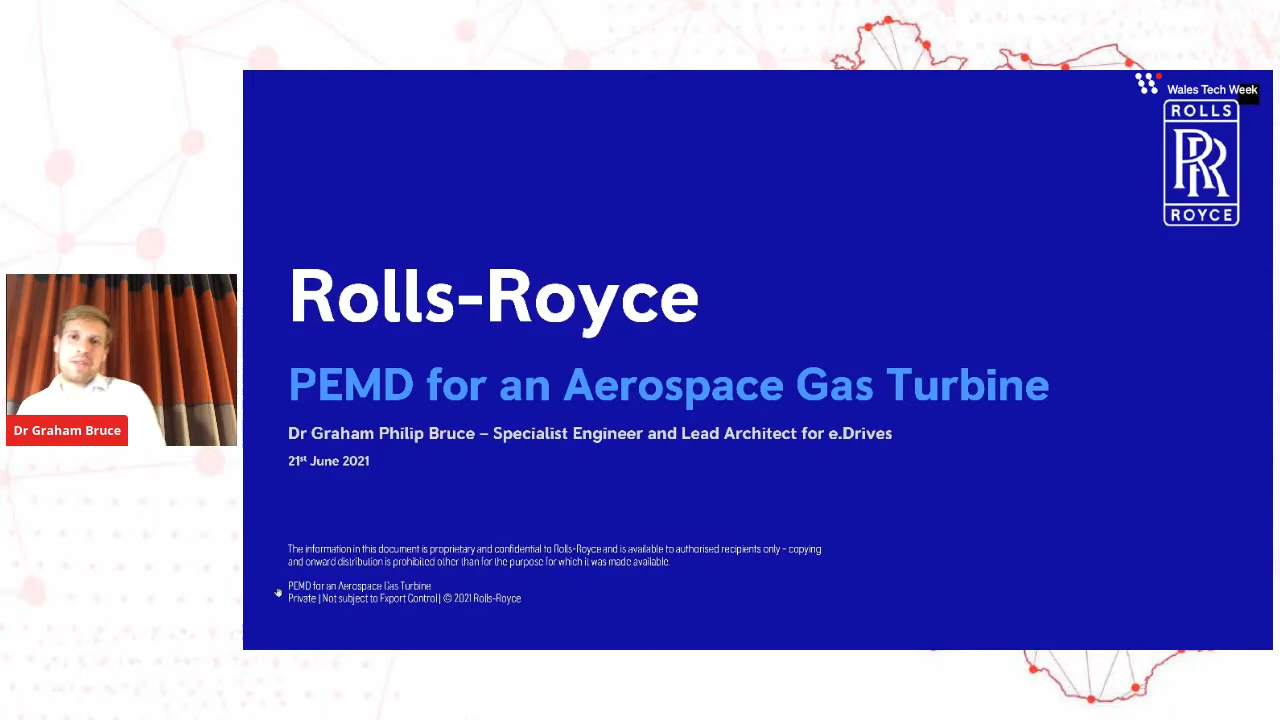 Wales Tech Week
ROLLS
RR
ROYCE
Rolls-Royce
PEMD for an Aerospace Gas Turbine
Dr Graham Philip Bruce – Specialist Engineer and Lead Architect for e.Drives
21st June 2021
Dr Graham Bruce
The information in this document is proprietary and confidential to Rolls-Royce and is available to authorised recipients only – copying
and onward distribution is prohibited other than for the purpose for which it was made available.
PEMD for an Aerospace Gas Turbine
Private | Not subject to Export Control | © 2021 Rolls-Royce